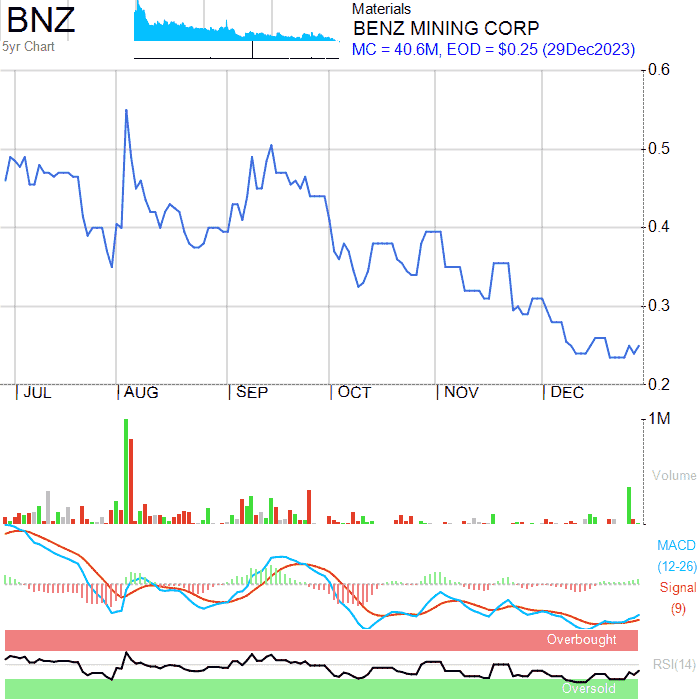 BNZ
5yr Chart
Materials
BENZ MINING CORP
MC = 40.6M, EOD = $0.25 (29Dec2023)
0.6
0.5
0.4
0.3
0.2
JUL AUG SEP OCT NOV DEC
1M
Volume
MACD
(12-26)
Signal
(9)
Overbought
RSI(14)
Oversold